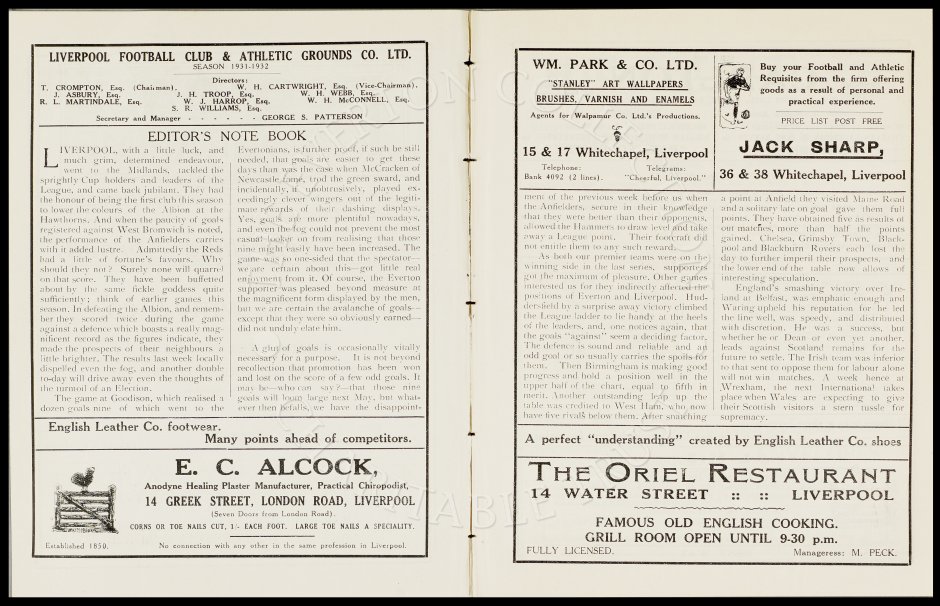 LIVERPOOL FOOTBALL CLUB & ATHLETIC GROUNDS CO. LTD.
SEASON 1931-1932
Directors:
T. CROMPTON, Esq. (Chairman). W. H. CARTWRIGHT, Esq. (Vice-Chairman).
J. ASBURY, Esq. J. H. TROOP, Esq. W. H. WEBB, Esq.
R. L. MARTINDALE, Esq. W. J. HARROP, Esq. W. H. McCONNELL, Esq.
S. R. WILLIAMS, Esq.
Secretary and Manager - - - - - - GEORGE S. PATTERSON
EDITOR'S NOTE BOOK
LIVERPOOL, with a little luck, and
much grim, determined endeavour,
went to the Midlands, tackled the
sprightly Cup holders and leaders of the
League, and came back jubilant. They had
the honour of being the first club this season
to lower the colours of the Albion at the
Hawthorns. And when the paucity of goals
registered against West Bromwich is noted,
the performance of the Anfielders carries
with it added lustre. Admittedly the Reds
had a little of fortune's favours. Why
should they not? Surely none will quarrel
on that score. They have been buffetted
about by the same fickle goddess quite
sufficiently; think of earlier games this
season. In defeating the Albion, and remem-
ber they scored twice during the game
against a defence which boasts a really mag-
nificent record as the figures indicate, they
made the prospects of their neighbours a
little brighter. The results last week locally
dispelled even the fog, and another double
to-day will drive away even the thoughts of
the turmoil of an Election.
The game at Goodison, which realised a
dozen goals nine of which went to the
Evertonians, is further proof, if such be still
needed, that goals are easier to get these
days than was the case when McCracken of
Newcastle fame, trod the green sward, and
incidentally, if unobtrusively, played ex-
ceedingly clever wingers out of the legiti-
mate rewards of their dashing displays.
Yes, goals are more plentiful nowadays,
and even the fog could not prevent the most
casual looker on from realising that those
nine might easily have been increased. The
game was so one-sided that the spectator—
we are certain about this—got little real
enjoyment from it. Of course, the Everton
supporter was pleased beyond measure at
the magnificent form displayed by the men,
but we are certain the avalanche of goals—
except that they were so obviously earned—
did not unduly elate him.
A glut of goals is occasionally vitally
necessary for a purpose. It is not beyond
recollection that promotion has been won
and lost on the score of a few odd goals. It
may be—who can say?—that those nine
goals will loom large next May, but what-
ever then befalls, we have the disappoint-
English Leather Co. footwear.
Many points ahead of competitors.
E. C. ALCOCK,
Anodyne Healing Plaster Manufacturer, Practical Chiropodist,
14 GREEK STREET, LONDON ROAD, LIVERPOOL
(Seven Doors from London Road).
CORNS OR TOE NAILS CUT, 1/- EACH FOOT. LARGE TOE NAILS A SPECIALITY.
Established 1850. No connection with any other in the same profession in Liverpool.
WM. PARK & CO. LTD.
"STANLEY" ART WALLPAPERS
BRUSHES, VARNISH AND ENAMELS
Agents for Walpamur Co. Ltd.'s Productions.
15 & 17 Whitechapel, Liverpool
Telephone: Telegrams:
Bank 4092 (2 lines). "Cheerful, Liverpool."
Buy your Football and Athletic
Requisites from the firm offering
goods as a result of personal and
practical experience.
PRICE LIST POST FREE
JACK SHARP,
36 & 38 Whitechapel, Liverpool
ment of the previous week before us when
the Anfielders, secure in their knowledge
that they were better than their opponents,
allowed the Hammers to draw level and take
away a League point. Their footcraft did
not entitle them to any such reward.
As both our premier teams were on the
winning side in the last series, supporters
got the maximum of pleasure. Other games
interested us for they indirectly affected the
positions of Everton and Liverpool. Hud-
dersfield by a surprise away victory climbed
the League ladder to lie handy at the heels
of the leaders, and, one notices again, that
the goals "against" seem a deciding factor.
The defence is sound and reliable and an
odd goal or so usually carries the spoils for
them. Then Birmingham is making good
progress and hold a position well in the
upper half of the chart, equal to fifth in
merit. Another outstanding leap up the
table was credited to West Ham, who now
have five rivals below them. After snatching
a point at Anfield they visited Maine Road
and a solitary late on goal gave them full
points. They have obtained five as results of
out matches, more than half the points
gained. Chelsea, Grimsby Town, Black-
pool and Blackburn Rovers each lost the
day to further imperil their prospects, and
the lower end of the table now allows of
interesting speculation.
England's smashing victory over Ire-
land at Belfast, was emphatic enough and
Waring upheld his reputation for he led
the line well, was speedy, and distributed
with discretion. He was a success, but
whether he or Dean or even yet another,
leads against Scotland remains for the
future to settle. The Irish team was inferior
to that sent to oppose them for labour alone
will not win matches. A week hence at
Wrexham, the next International takes
place when Wales are expecting to give
their Scottish visitors a stern tussle for
supremacy.
A perfect "understanding" created by English Leather Co. shoes
THE ORIEL RESTAURANT
14 WATER STREET :: :: LIVERPOOL
FAMOUS OLD ENGLISH COOKING.
GRILL ROOM OPEN UNTIL 9-30 p.m.
FULLY LICENSED. Manageress: M. PECK.